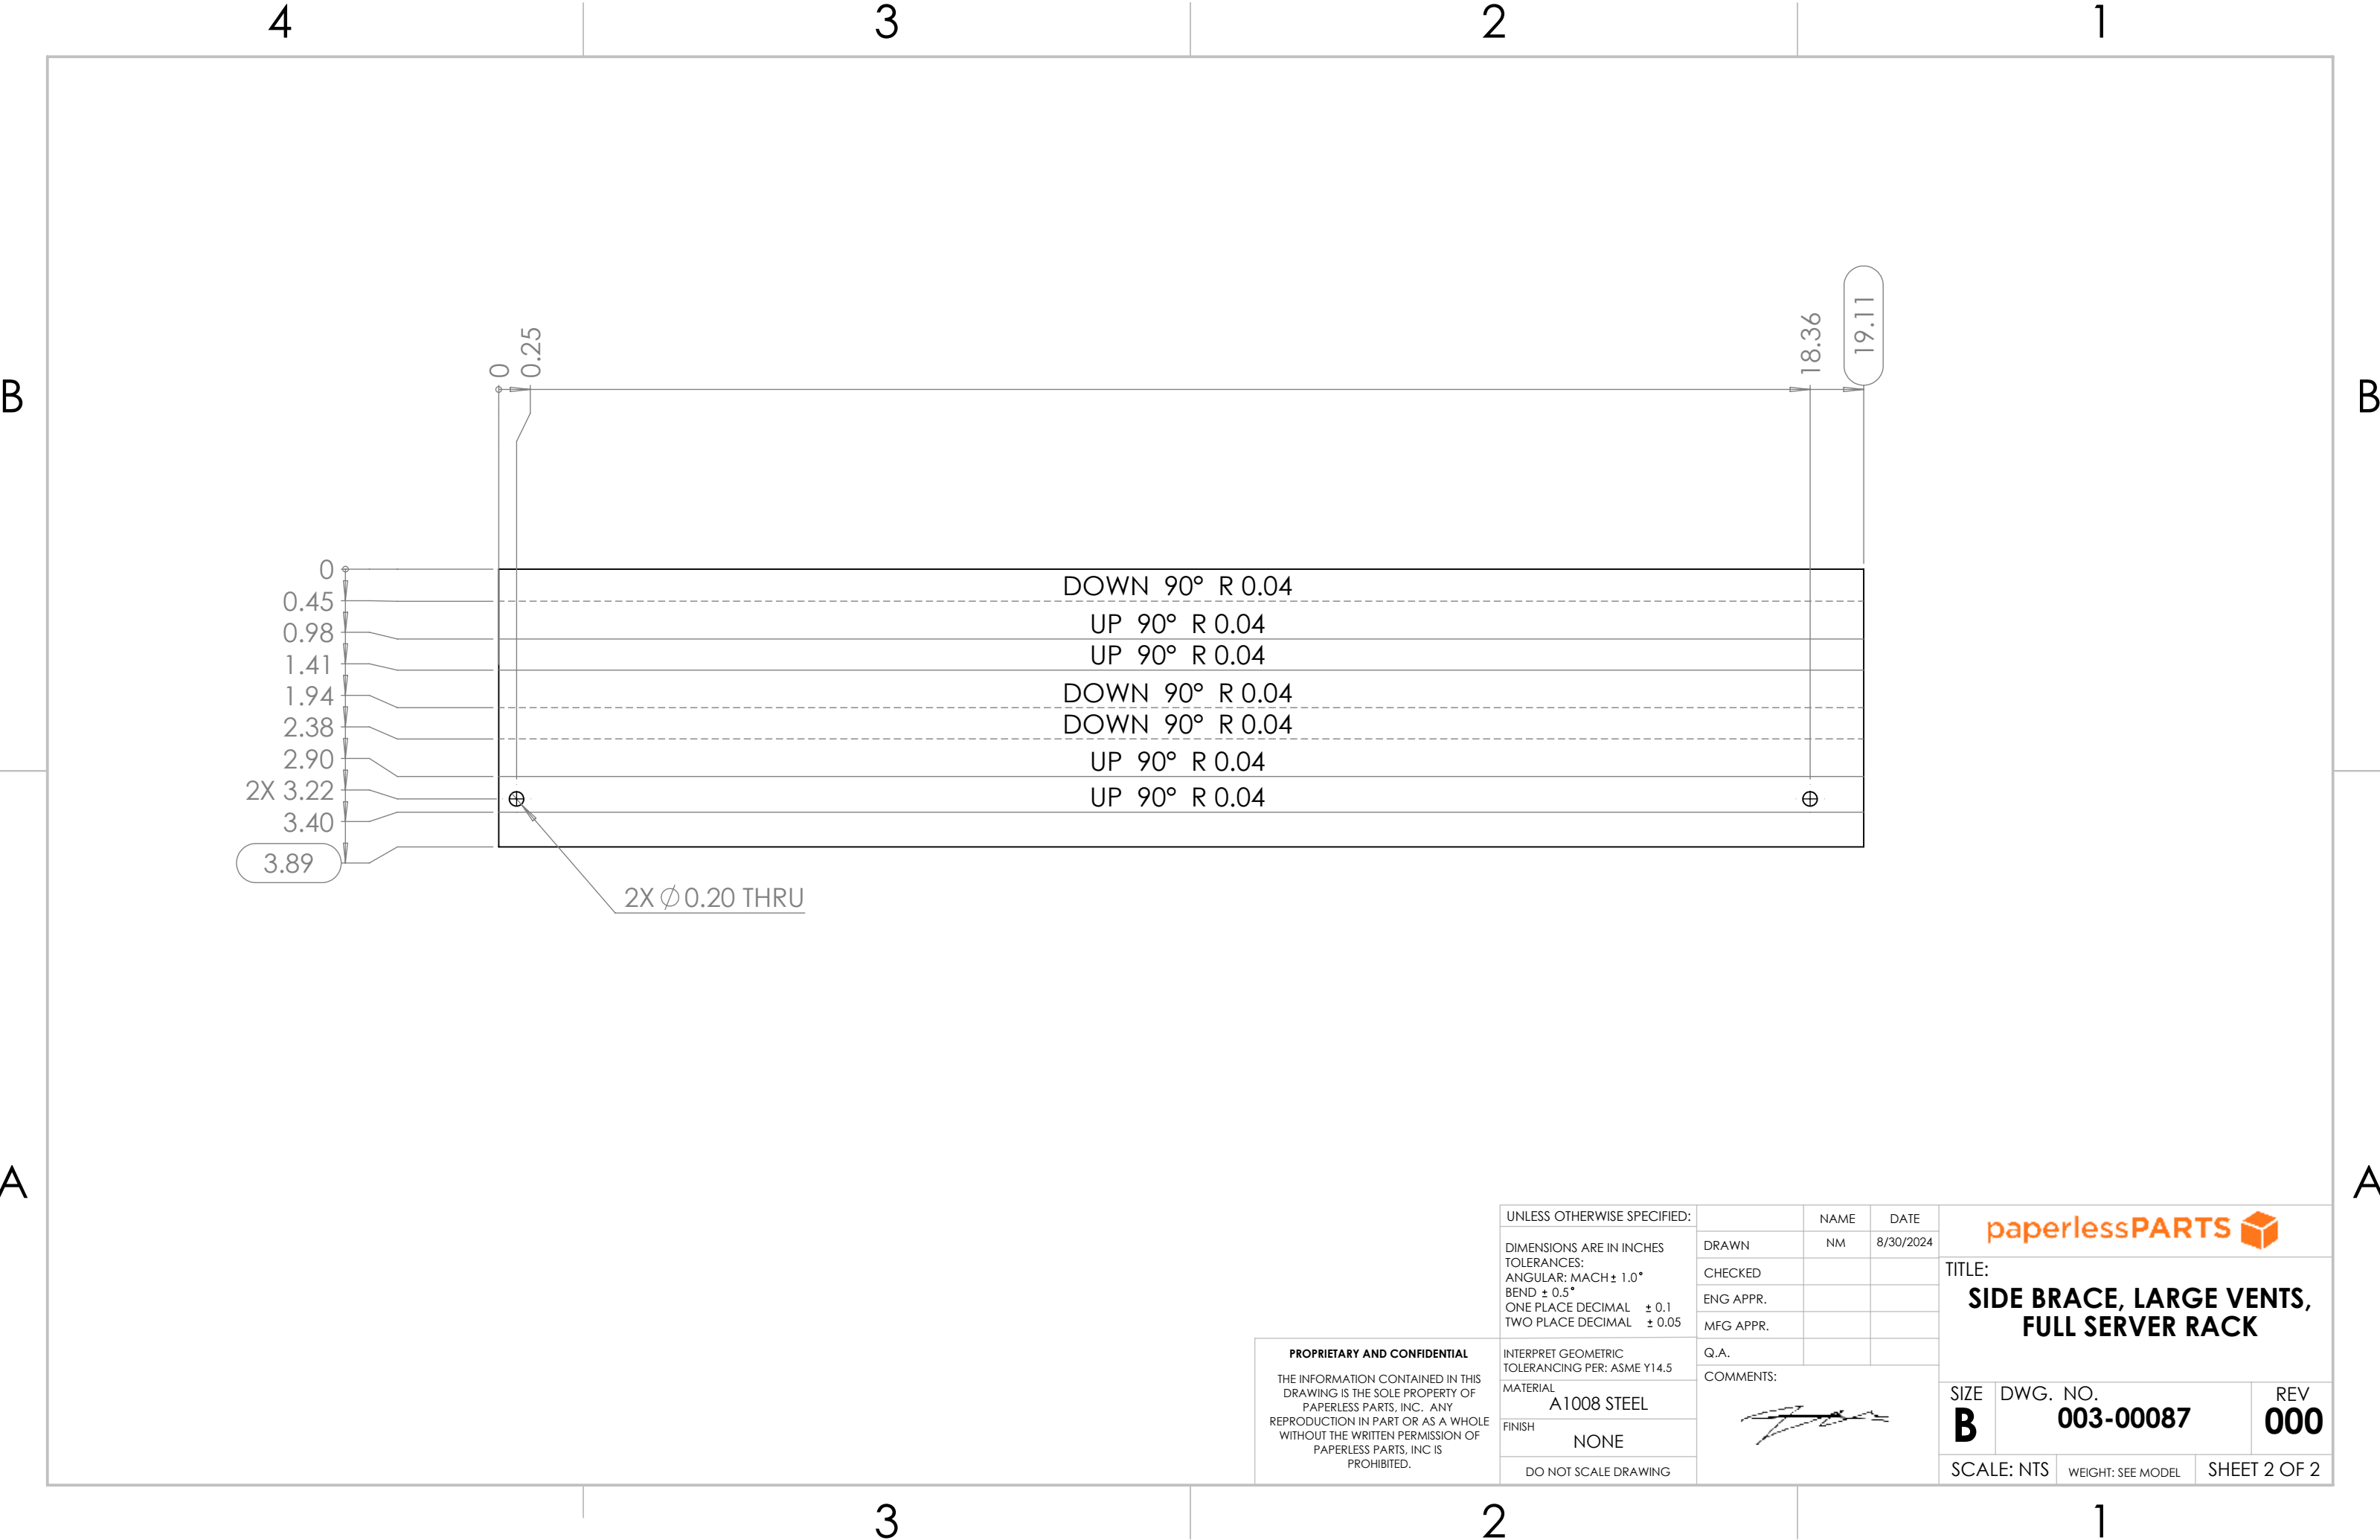 4 3 2 1
B B
A A
3 2 1
0
0.25
18.36
19.11
0
0.45
0.98
1.41
1.94
2.38
2.90
2X 3.22
3.40
3.89
DOWN 90° R 0.04
UP 90° R 0.04
UP 90° R 0.04
DOWN 90° R 0.04
DOWN 90° R 0.04
UP 90° R 0.04
UP 90° R 0.04
2X ∅ 0.20 THRU
PROPRIETARY AND CONFIDENTIAL
THE INFORMATION CONTAINED IN THIS
DRAWING IS THE SOLE PROPERTY OF
PAPERLESS PARTS, INC. ANY
REPRODUCTION IN PART OR AS A WHOLE
WITHOUT THE WRITTEN PERMISSION OF
PAPERLESS PARTS, INC IS
PROHIBITED.
UNLESS OTHERWISE SPECIFIED:
DIMENSIONS ARE IN INCHES
TOLERANCES:
ANGULAR: MACH ± 1.0°
BEND ± 0.5°
ONE PLACE DECIMAL ± 0.1
TWO PLACE DECIMAL ± 0.05
INTERPRET GEOMETRIC
TOLERANCING PER: ASME Y14.5
MATERIAL
A1008 STEEL
FINISH
NONE
DO NOT SCALE DRAWING
NAME DATE
DRAWN NM 8/30/2024
CHECKED
ENG APPR.
MFG APPR.
Q.A.
COMMENTS:
paperlessPARTS
TITLE:
SIDE BRACE, LARGE VENTS,
FULL SERVER RACK
SIZE DWG. NO. REV
B 003-00087 000
SCALE: NTS WEIGHT: SEE MODEL SHEET 2 OF 2